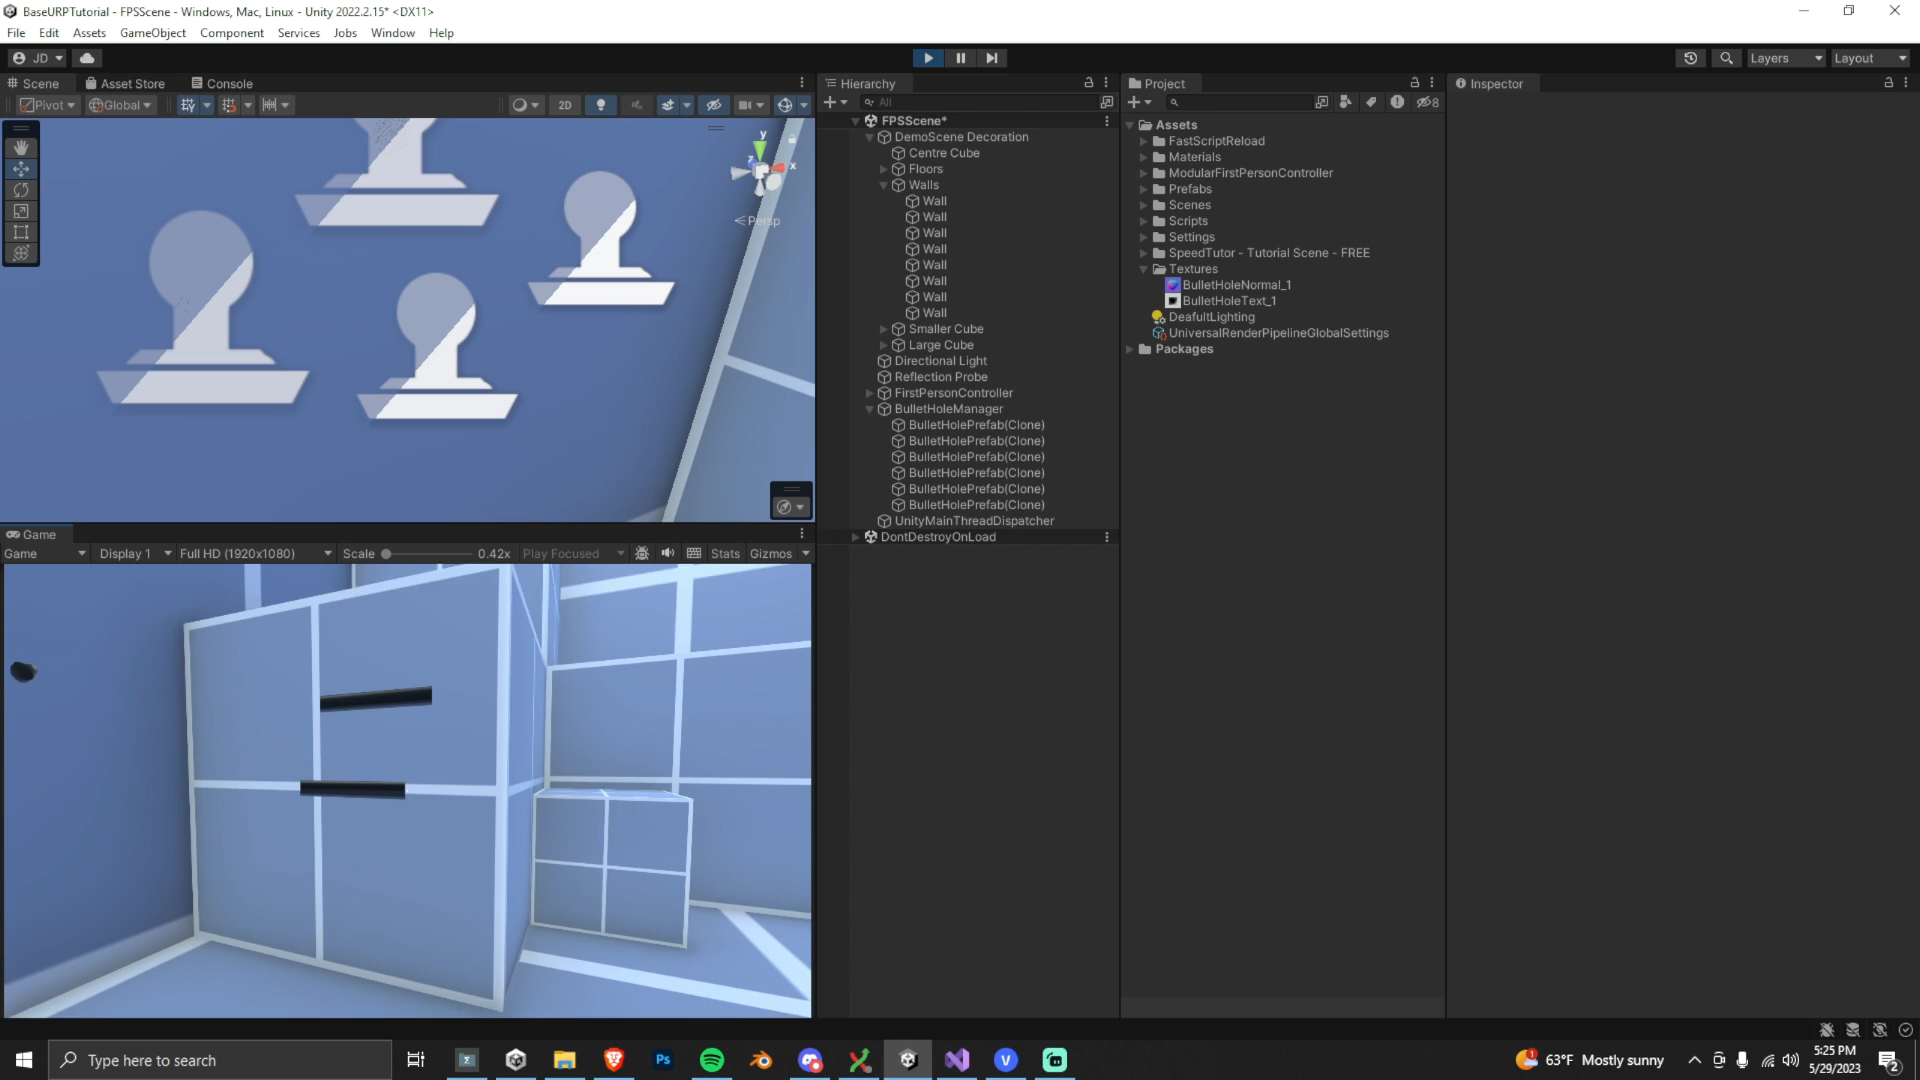 BaseURPTutorial - FPSScene - Windows, Mac, Linux - Unity 2022.2.15* <DX11>
File Edit Assets GameObject Component Services Jobs Window Help
JD Layers Layout
Scene Asset Store Console
Pivot Global 2D
y
z x
Persp
Game
Game Display 1 Full HD (1920x1080) Scale 0.42x Play Focused Stats Gizmos
Hierarchy
All
FPSScene*
DemoScene Decoration
Centre Cube
Floors
Walls
Wall
Wall
Wall
Wall
Wall
Wall
Wall
Wall
Smaller Cube
Large Cube
Directional Light
Reflection Probe
FirstPersonController
BulletHoleManager
BulletHolePrefab(Clone)
BulletHolePrefab(Clone)
BulletHolePrefab(Clone)
BulletHolePrefab(Clone)
BulletHolePrefab(Clone)
BulletHolePrefab(Clone)
UnityMainThreadDispatcher
DontDestroyOnLoad
Project
8
Assets
FastScriptReload
Materials
ModularFirstPersonController
Prefabs
Scenes
Scripts
Settings
SpeedTutor - Tutorial Scene - FREE
Textures
BulletHoleNormal_1
BulletHoleText_1
DeafultLighting
UniversalRenderPipelineGlobalSettings
Packages
Inspector
Type here to search
Ps
V
1
63°F Mostly sunny
5:25 PM
5/29/2023
2